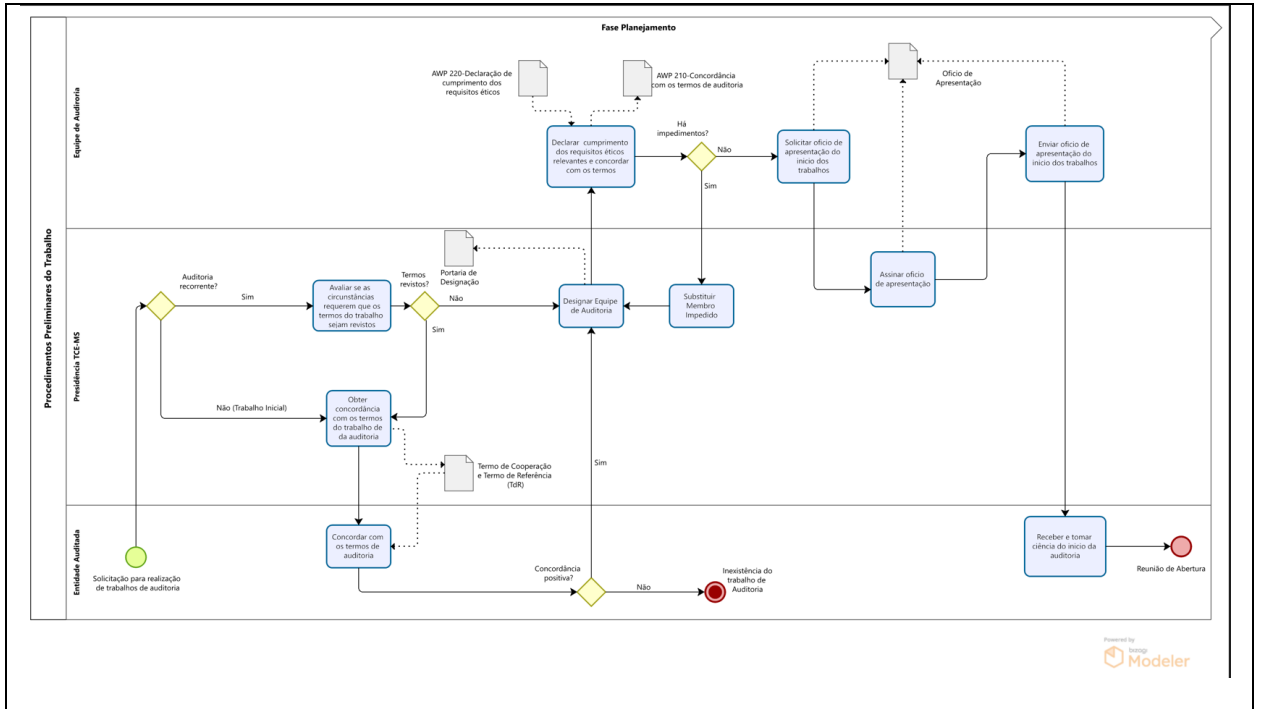 Fase Planejamento
Procedimentos Preliminares do Trabalho
Equipe de Audiroria
AWP 220-Declaração de
cumprimento dos
requisitos éticos
AWP 210-Concordância
com os termos de auditoria
Declarar cumprimento
dos requisitos éticos
relevantes e concordar
com os termos
Há
impedimentos?
Não
Sim
Solicitar oficio de
apresentação do
inicio dos
trabalhos
Oficio de
Apresentação
Enviar oficio de
apresentação do
inicio dos trabalhos
Presidência TCE-MS
Auditoria
recorrente?
Sim
Avaliar se as
circunstâncias
requerem que os
termos do trabalho
sejam revistos
Termos
revistos?
Não
Sim
Portaria de
Designação
Designar Equipe
de Auditoria
Substituir
Membro
Impedido
Assinar oficio
de apresentação
Não (Trabalho Inicial)
Obter
concordância
com os termos
do trabalho de
da auditoria
Termo de Cooperação
e Termo de Referência
(TdR)
Sim
Entidade Auditada
Solicitação para realização
de trabalhos de auditoria
Concordar com
os termos de
auditoria
Concordância
positiva?
Não
Inexistência do
trabalho de
Auditoria
Receber e tomar
ciência do inicio da
auditoria
Reunião de Abertura
Powered by
bizagi
Modeler